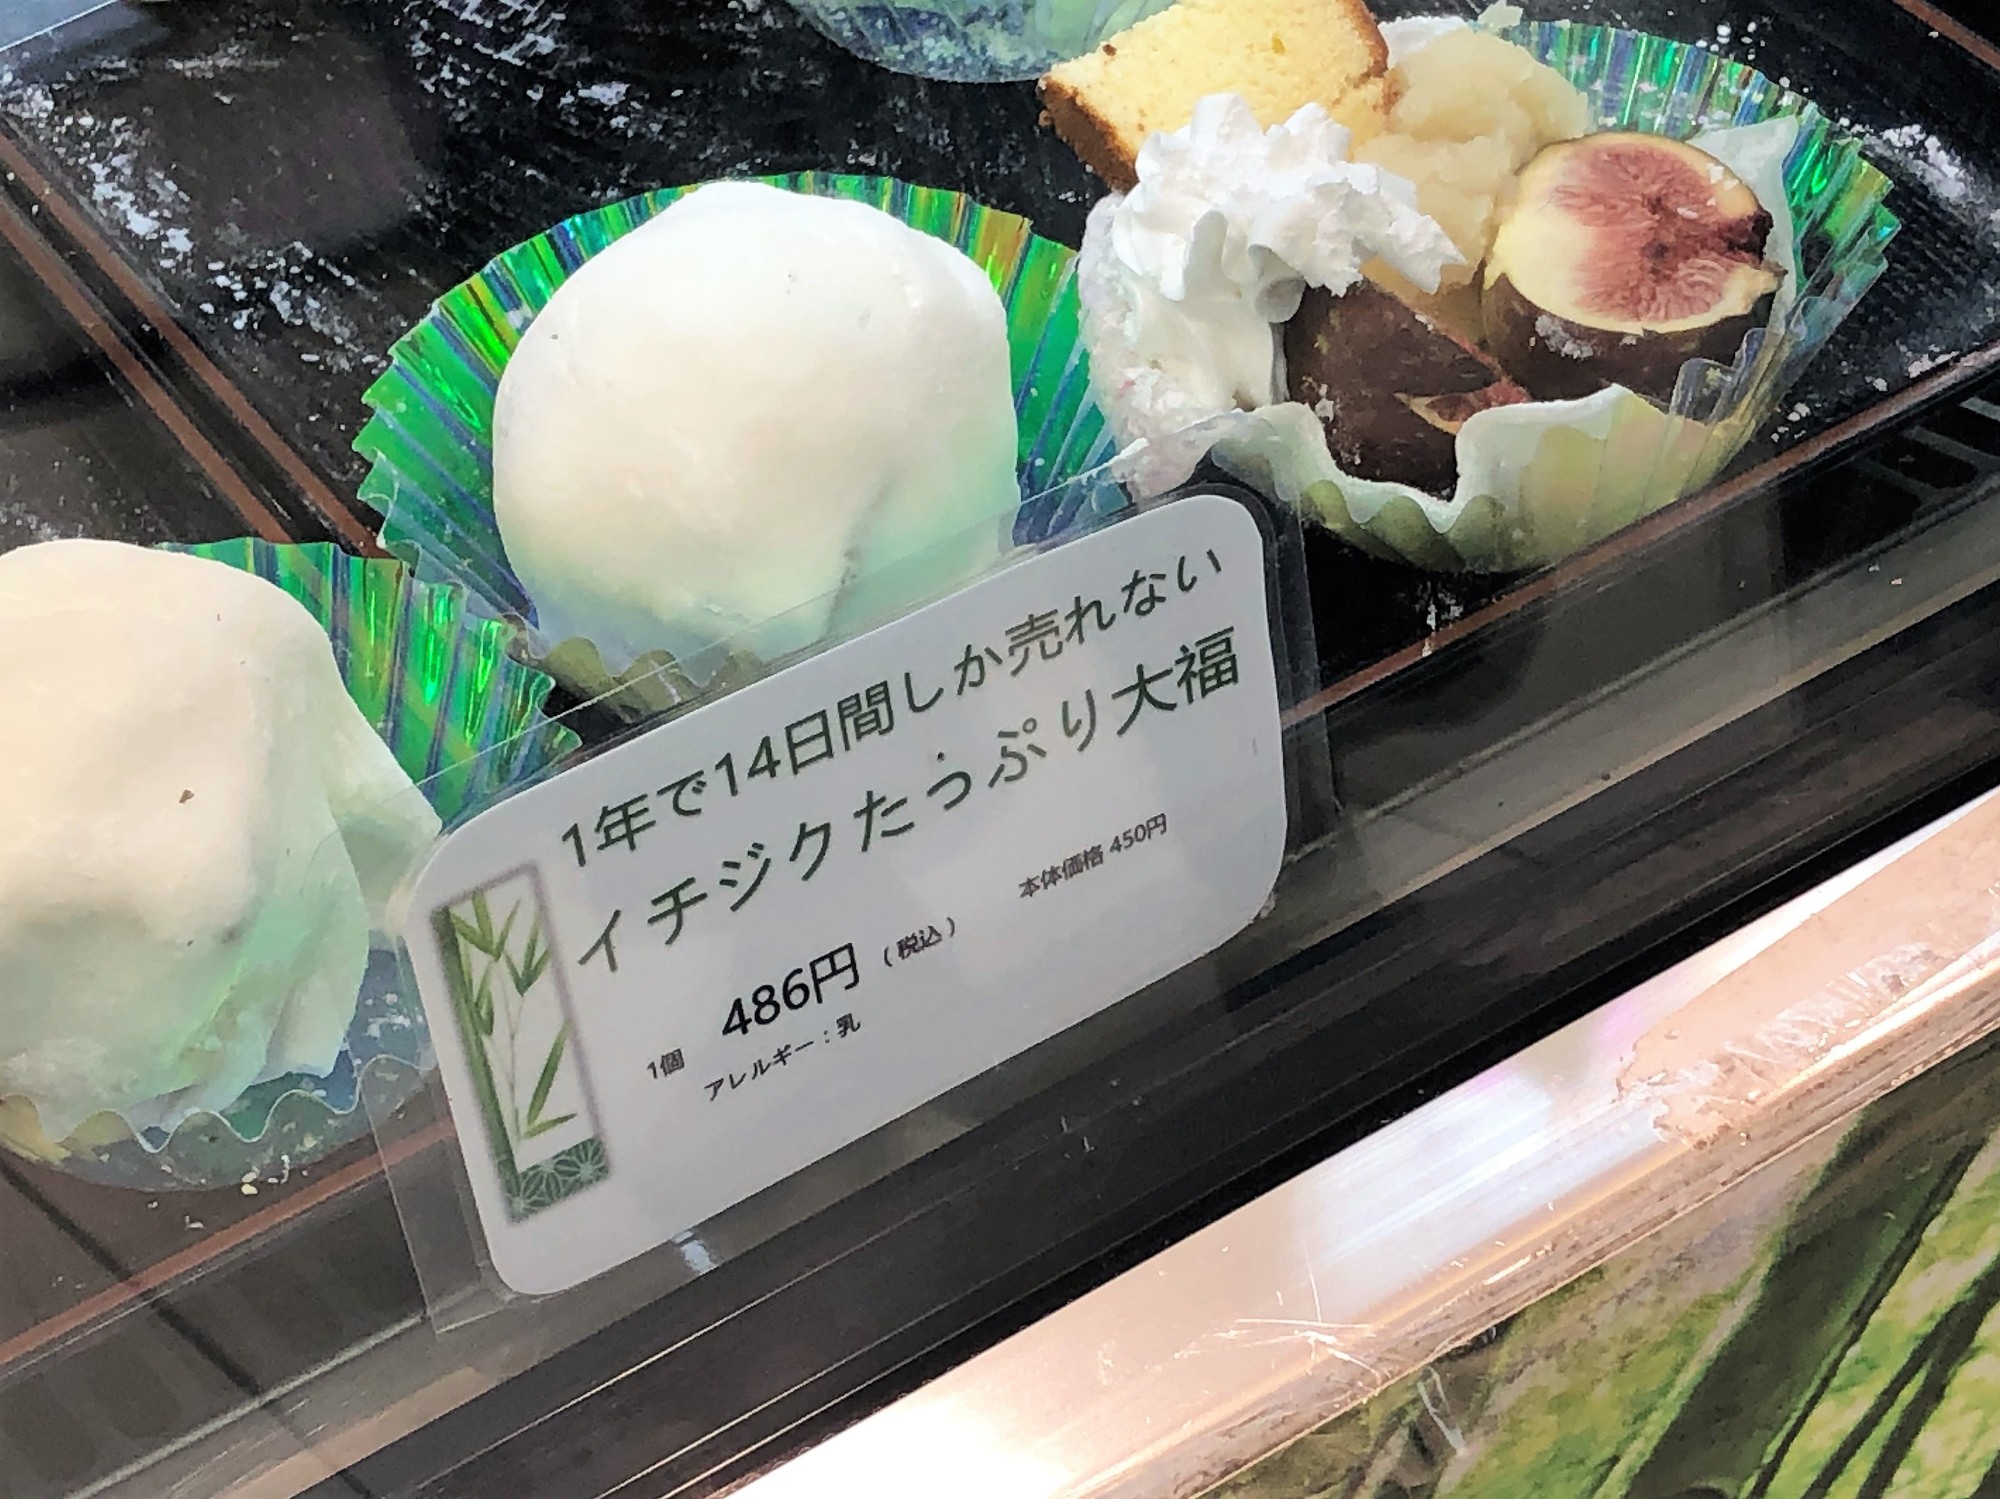 1年で14日間しか売れない
イチジクたっぷり大福
1個 486円（税込） 本体価格 450円
アレルギー：乳